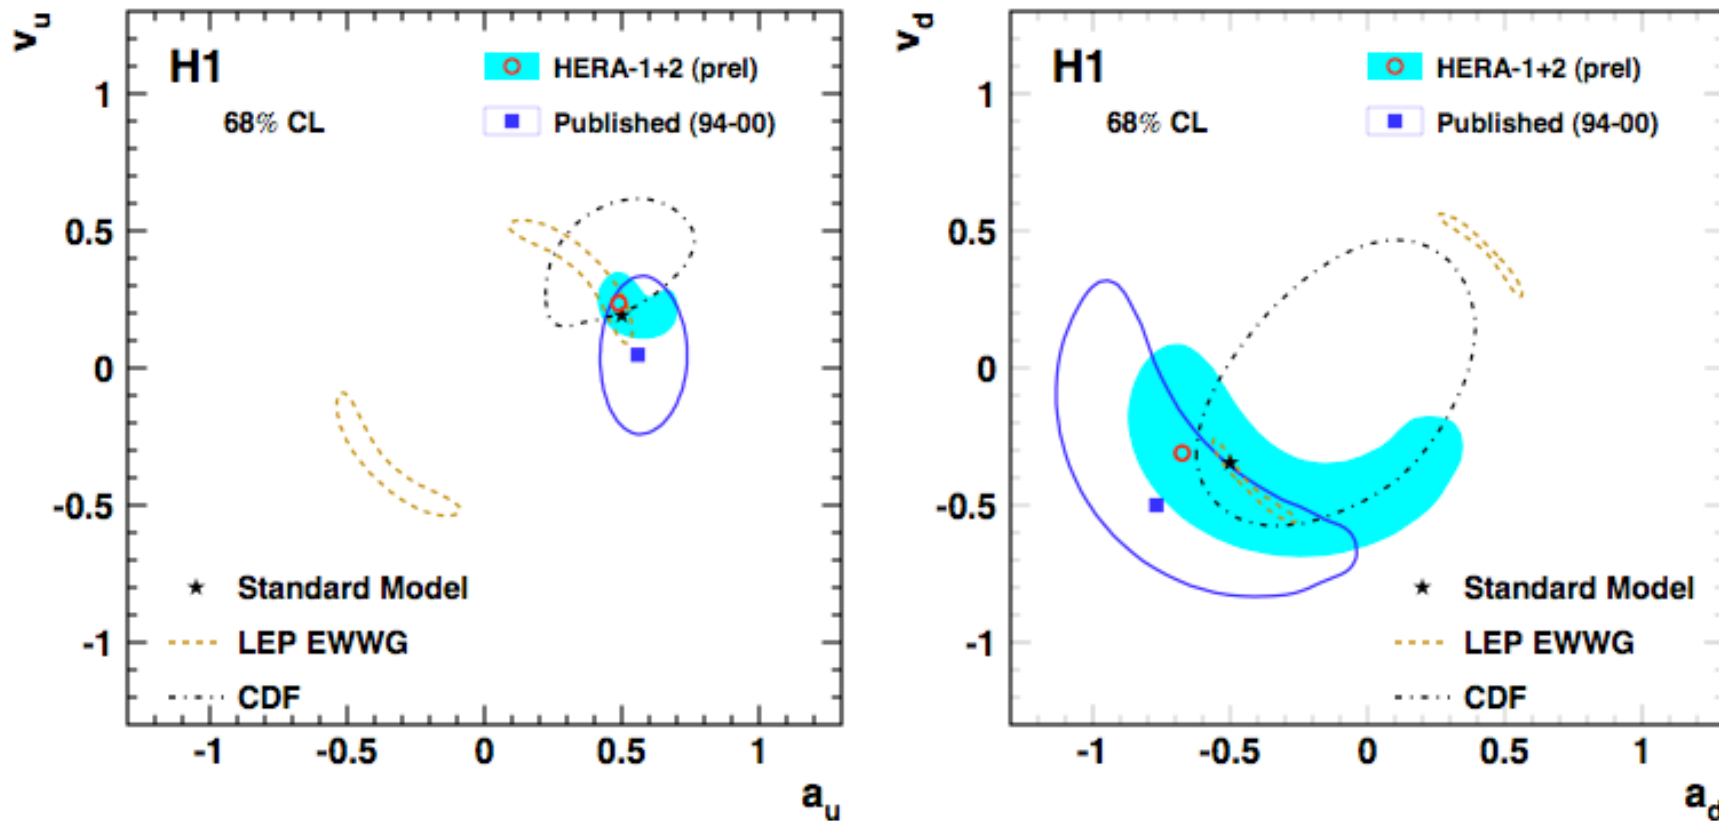 v_u
H1
HERA-1+2 (prel)
68% CL
Published (94-00)
1
0.5
0
-0.5
-1
Standard Model
LEP EWWG
CDF
-1 -0.5 0 0.5 1
a_u
v_d
H1
HERA-1+2 (prel)
68% CL
Published (94-00)
1
0.5
0
-0.5
-1
Standard Model
LEP EWWG
CDF
-1 -0.5 0 0.5 1
a_d